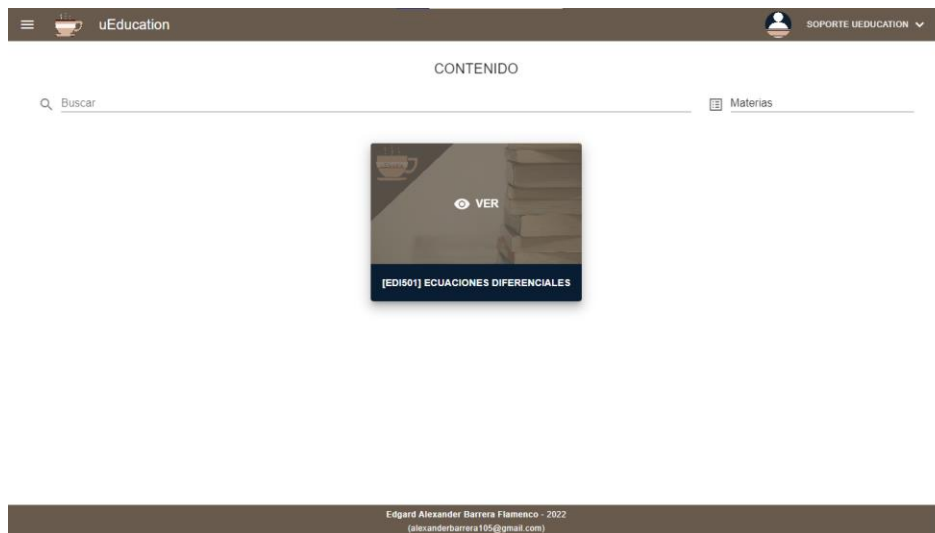 uEducation
SOPORTE UEDUCATION
CONTENIDO
Buscar
Materias
VER
[EDI501] ECUACIONES DIFERENCIALES
Edgard Alexander Barrera Flamenco - 2022
(alexanderbarrera105@gmail.com)